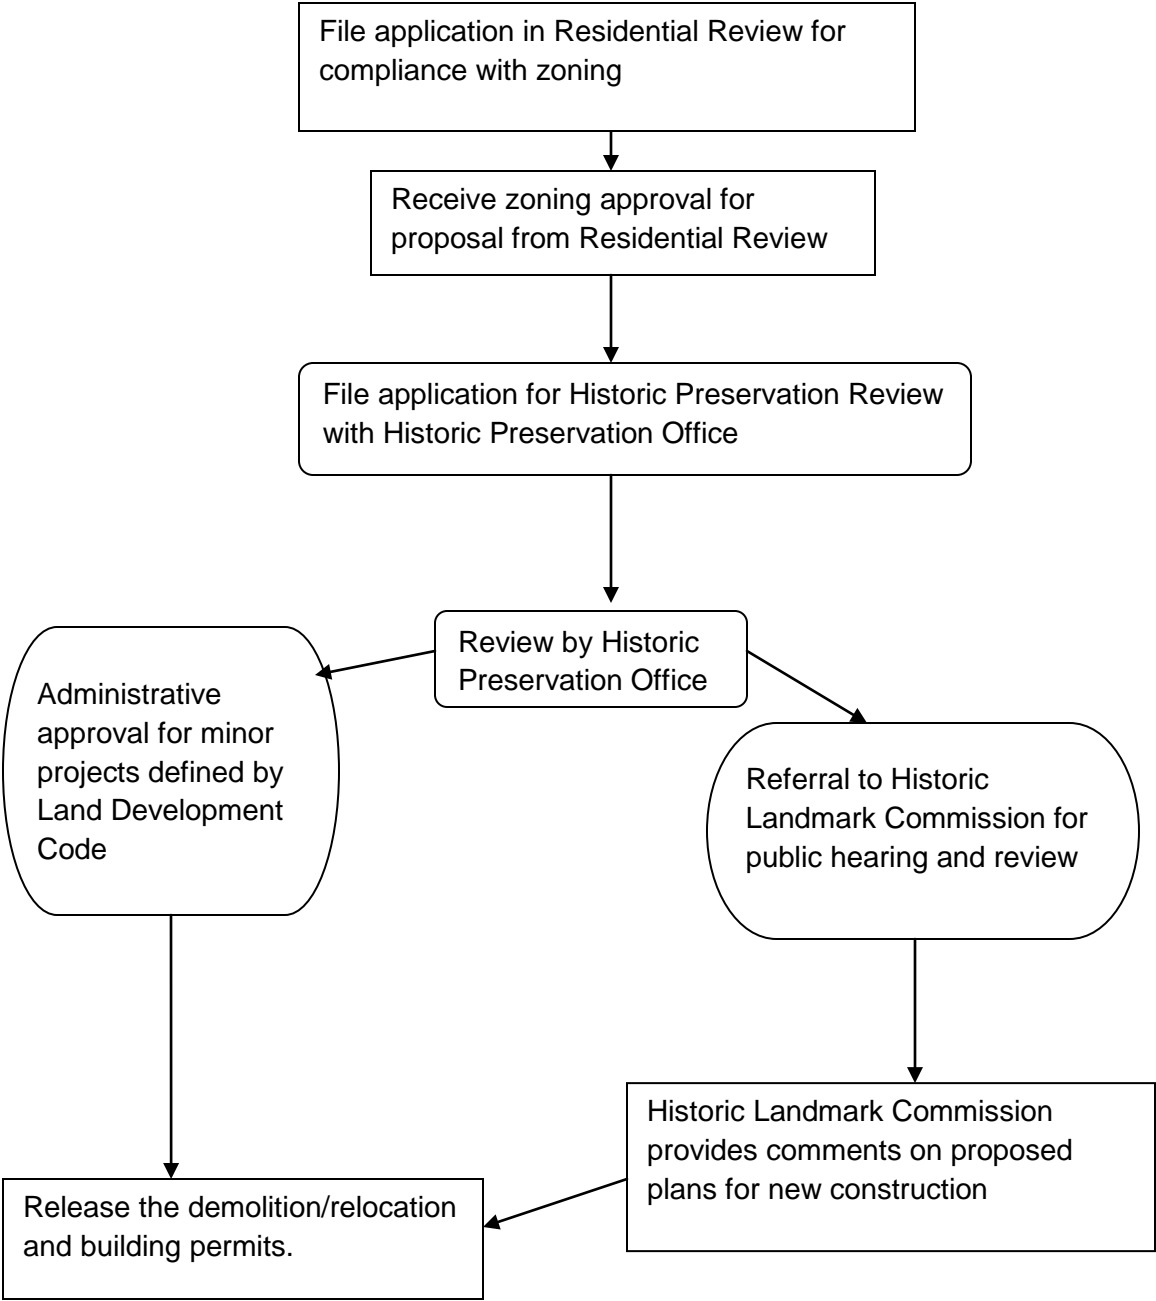 File application in Residential Review for
compliance with zoning
Receive zoning approval for
proposal from Residential Review
File application for Historic Preservation Review
with Historic Preservation Office
Review by Historic
Preservation Office
Administrative
approval for minor
projects defined by
Land Development
Code
Referral to Historic
Landmark Commission for
public hearing and review
Historic Landmark Commission
provides comments on proposed
plans for new construction
Release the demolition/relocation
and building permits.